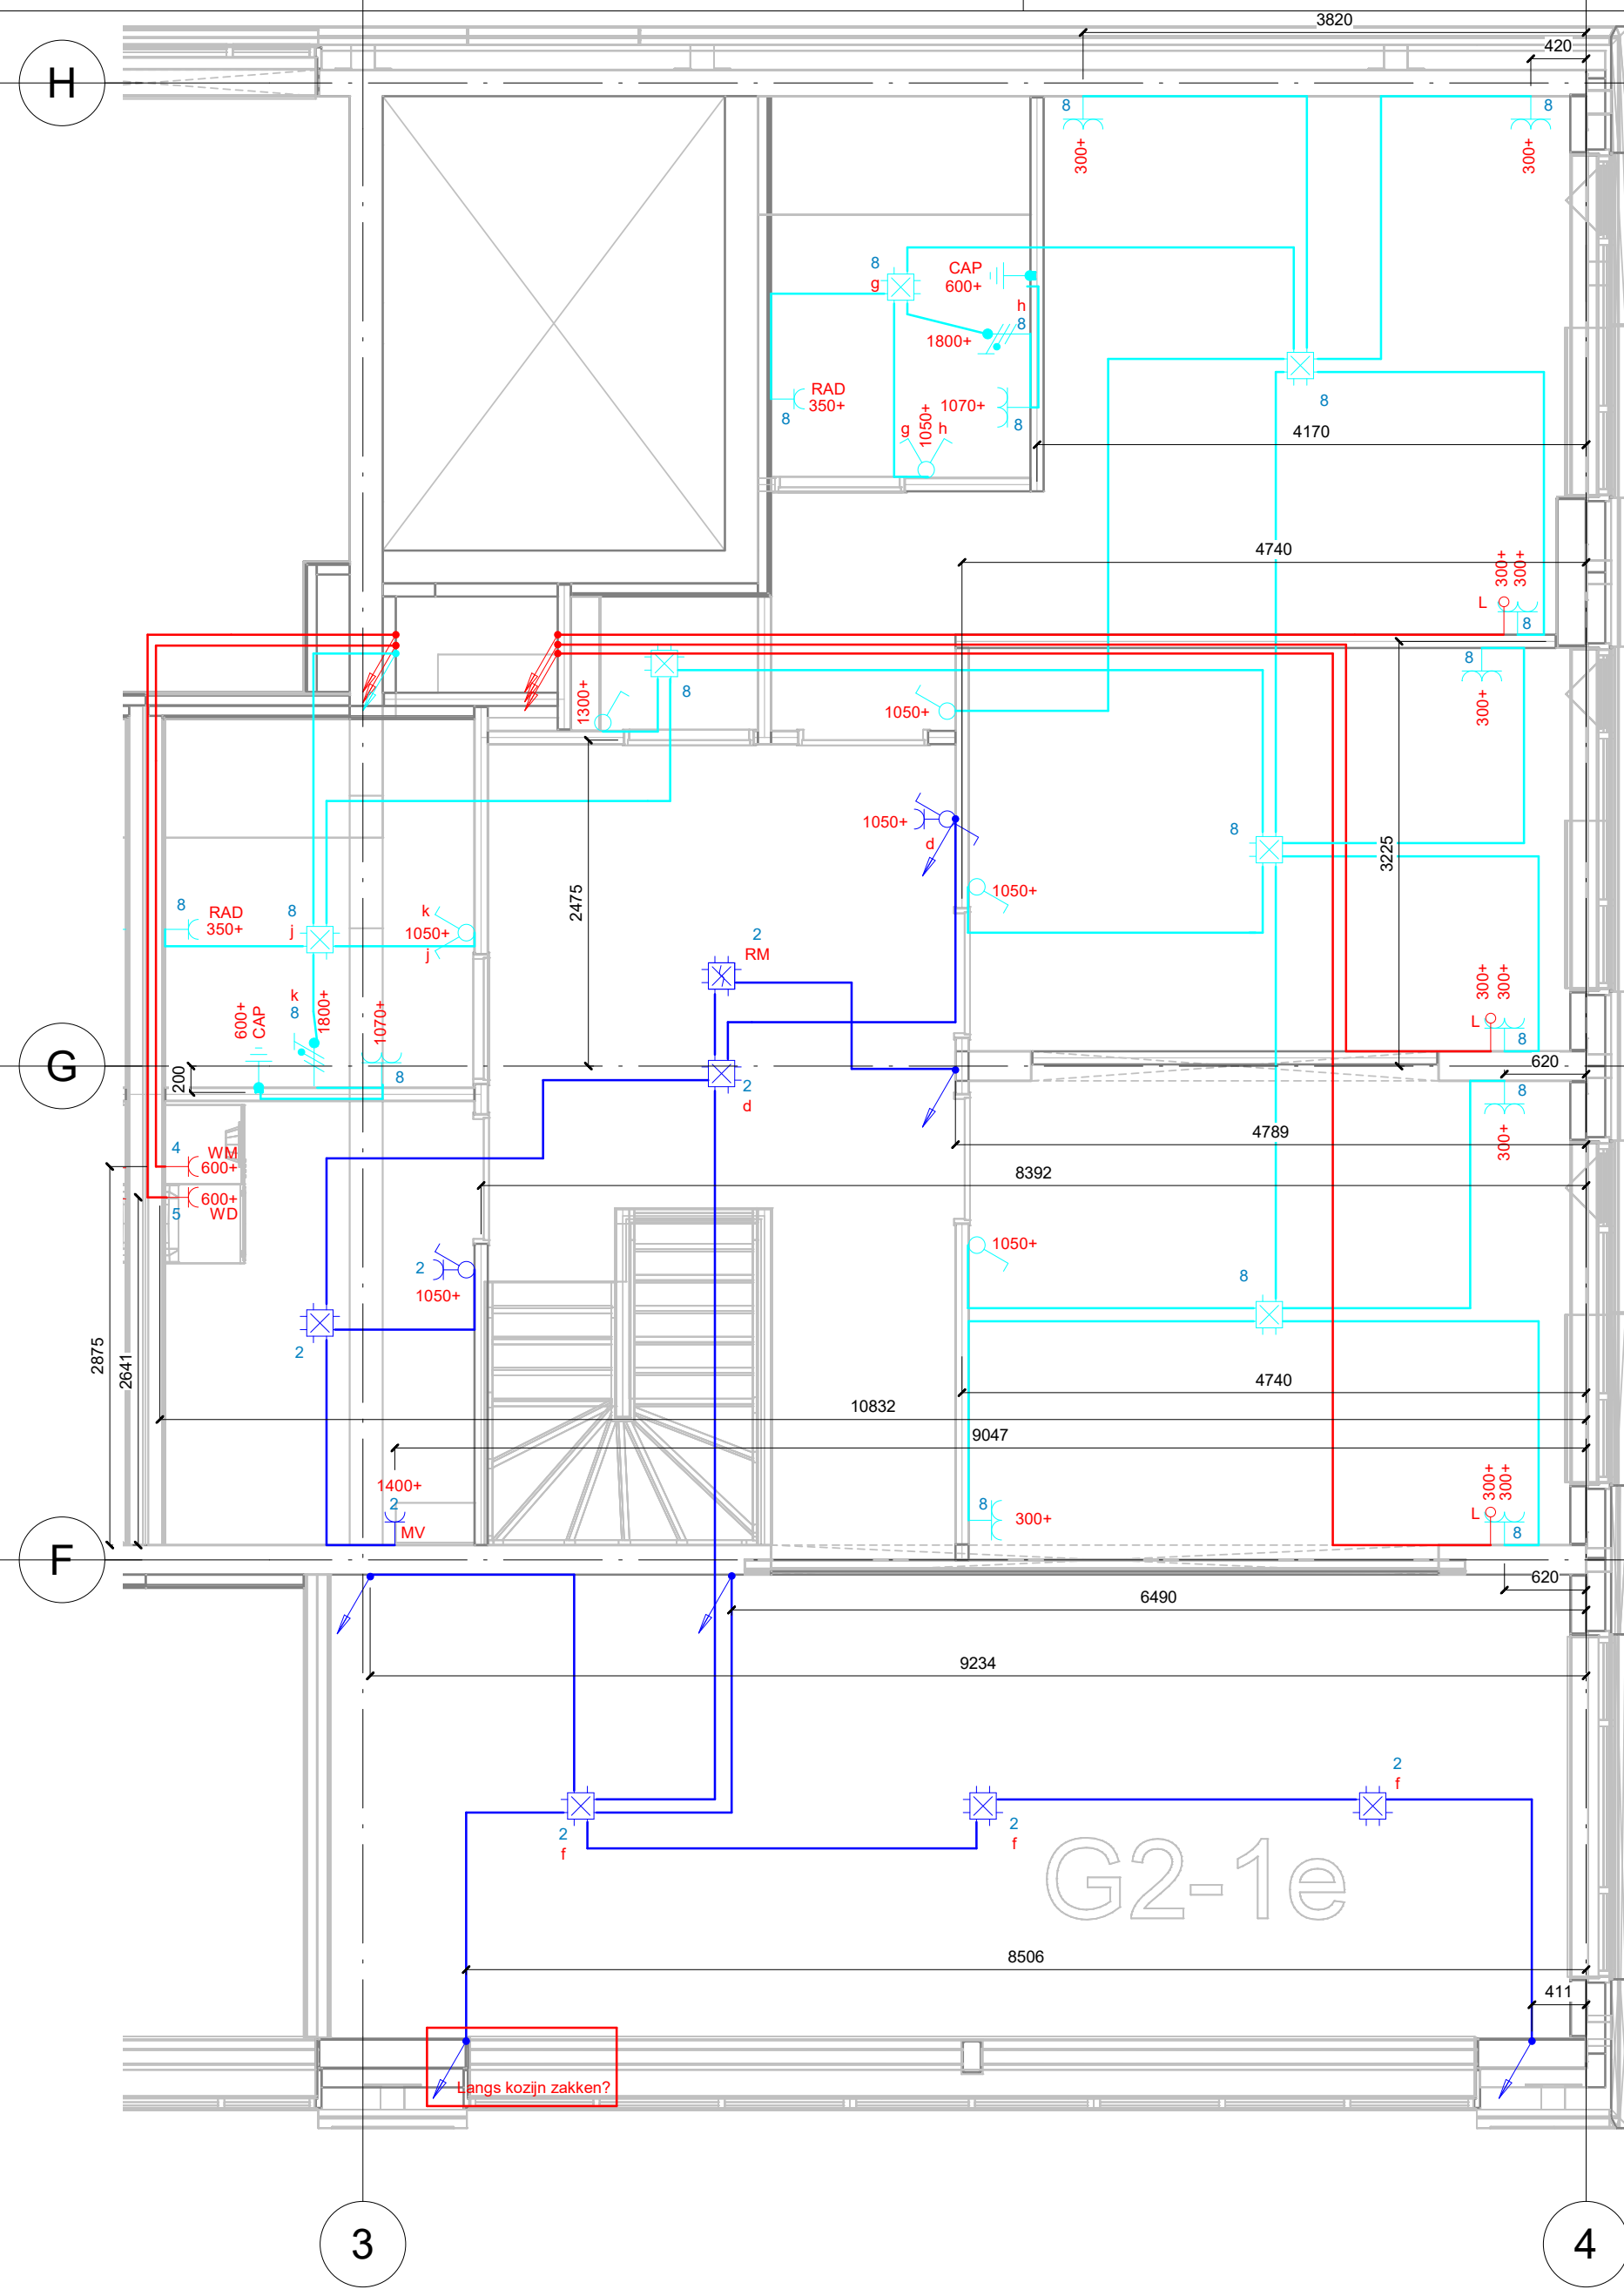 3820
420
H
8
8
300+
300+
8
g
CAP
600+
h
8
1800+
RAD
350+
8
1050+
g
h
1070+
8
8
4170
4740
300+
300+
L
8
8
300+
1300+
8
1050+
1050+
d
8
3225
2475
1050+
8
RAD
350+
8
j
k
1050+
j
2
RM
600+
CAP
k
8
1800+
1070+
8
300+
300+
L
8
G
200
2
d
620
8
300+
4789
4
WM
600+
600+
WD
5
8392
1050+
2
1050+
8
2
2875
2641
4740
10832
9047
1400+
2
MV
8
300+
300+
300+
L
8
F
620
6490
9234
2
f
2
f
2
f
G2-1e
8506
411
Langs kozijn zakken?
3
4